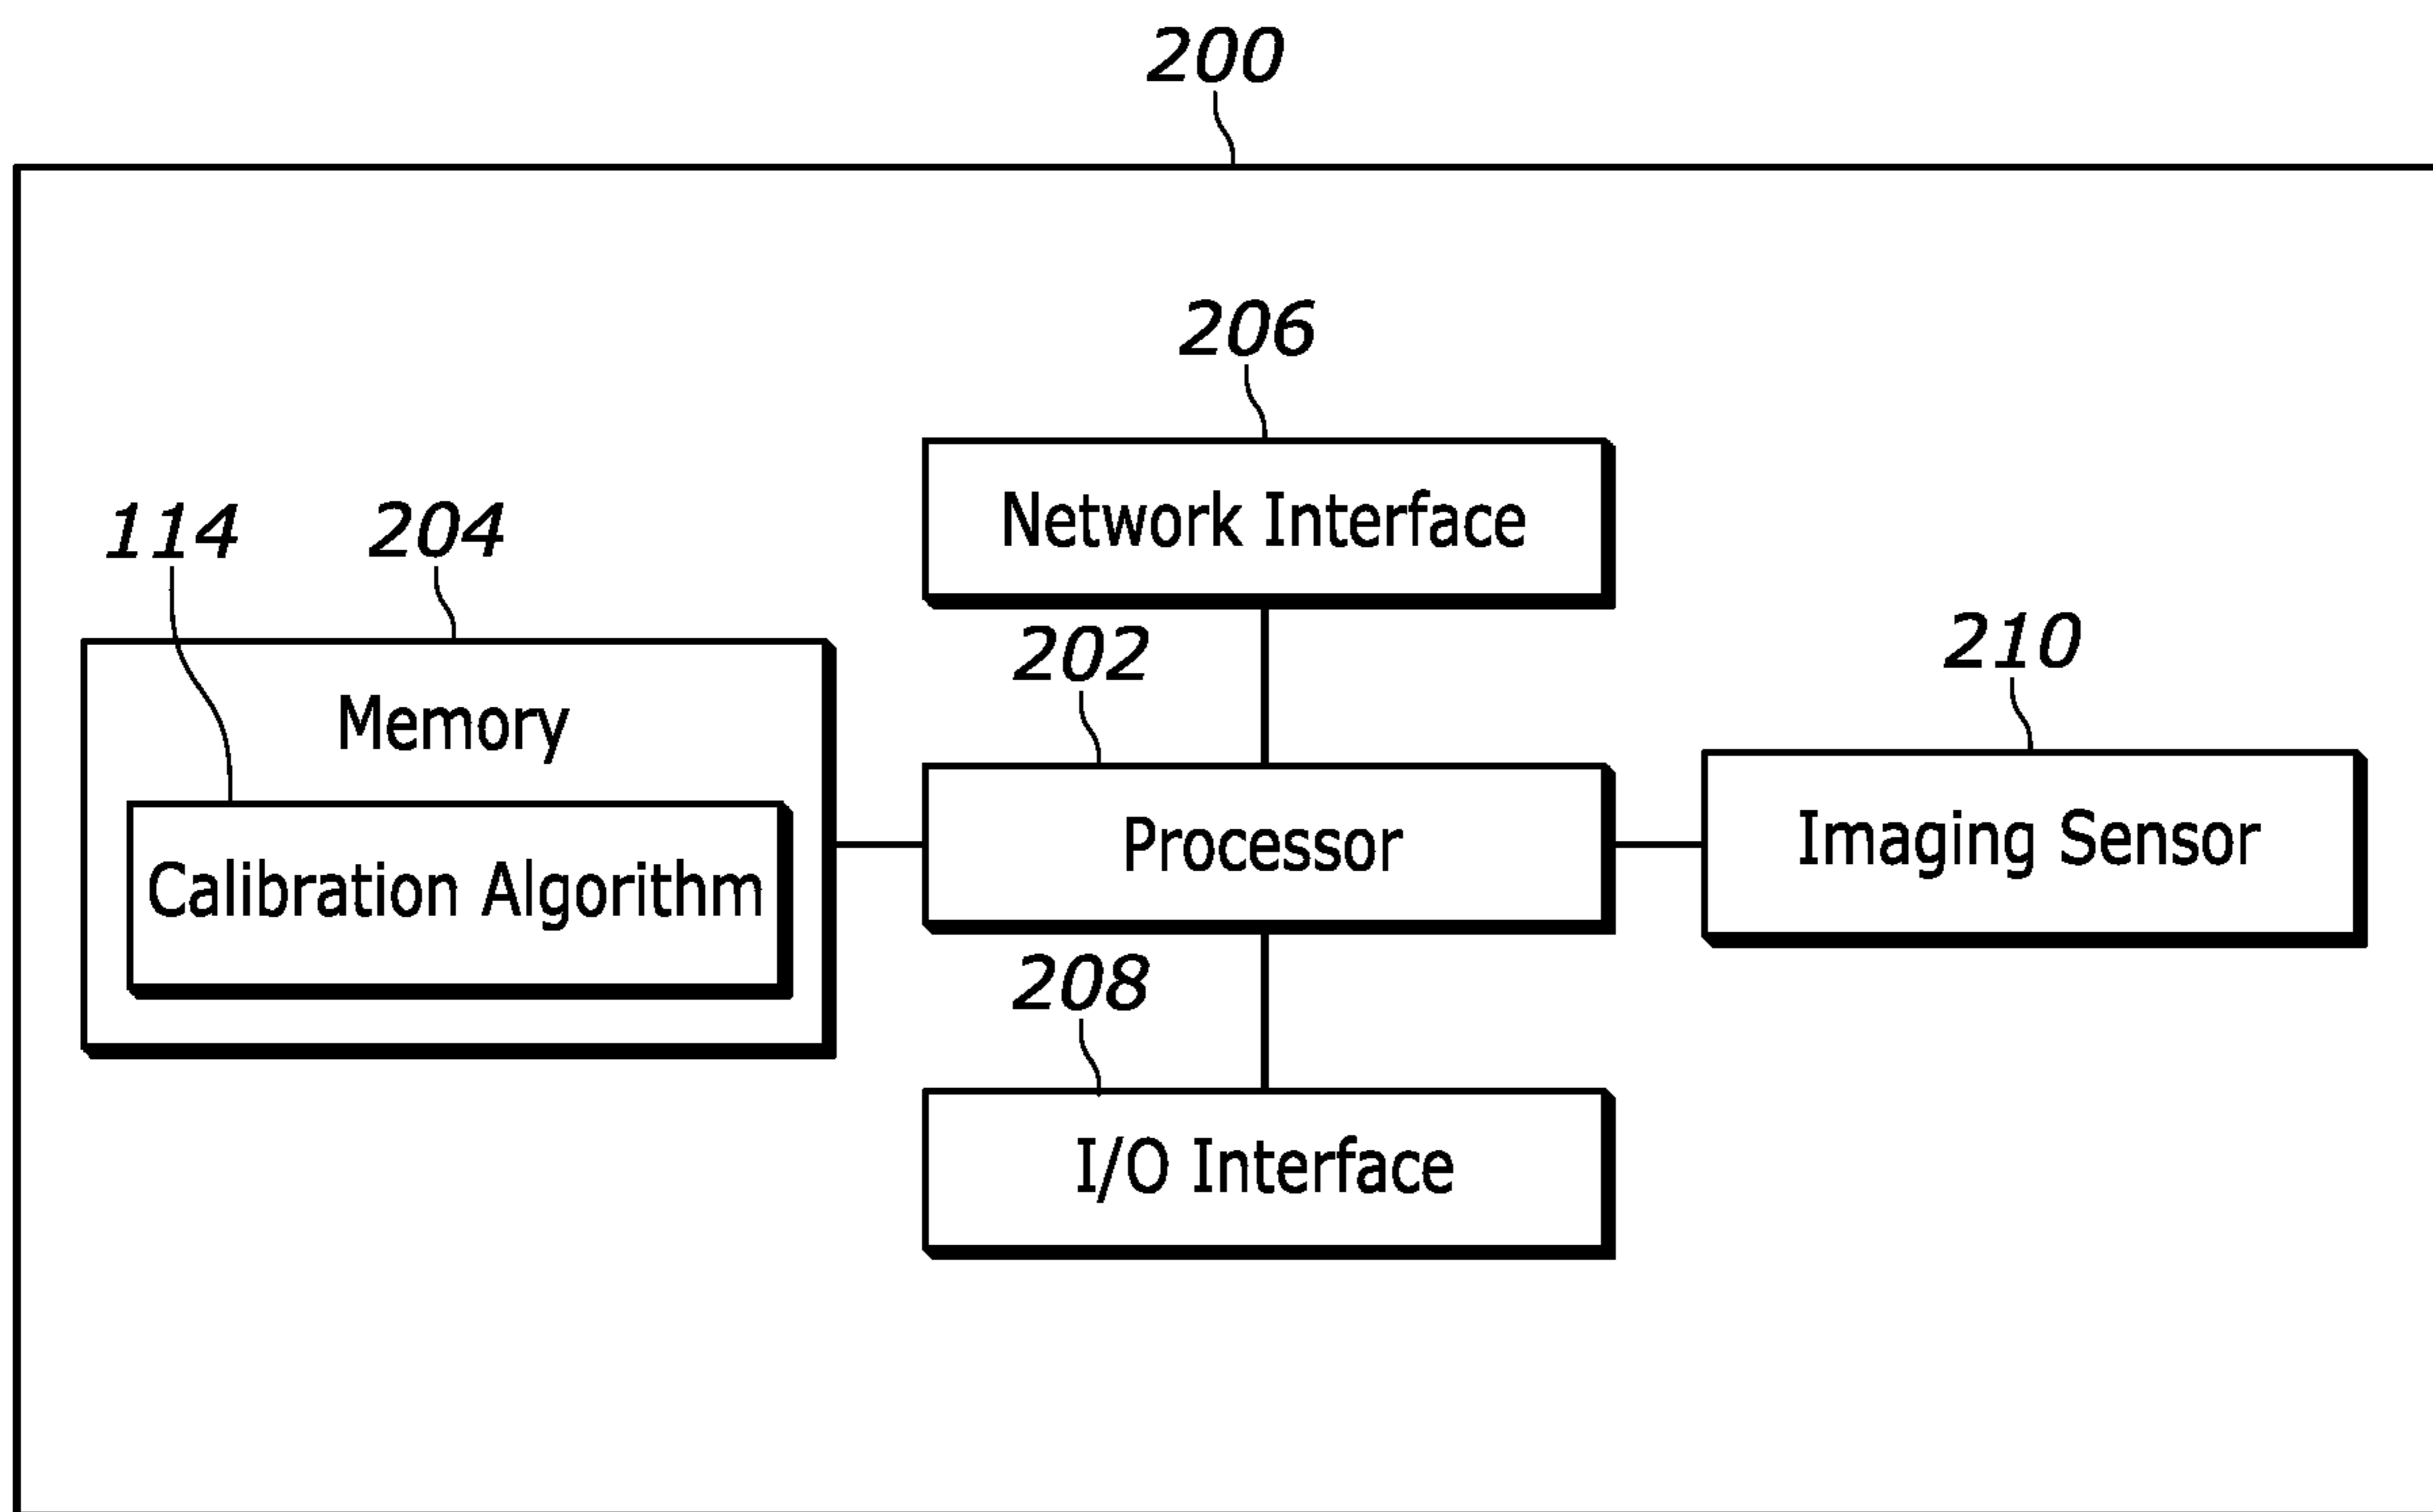 200
206
Network Interface
114
204
202
210
Memory
Processor
Imaging Sensor
Calibration Algorithm
208
I/O Interface